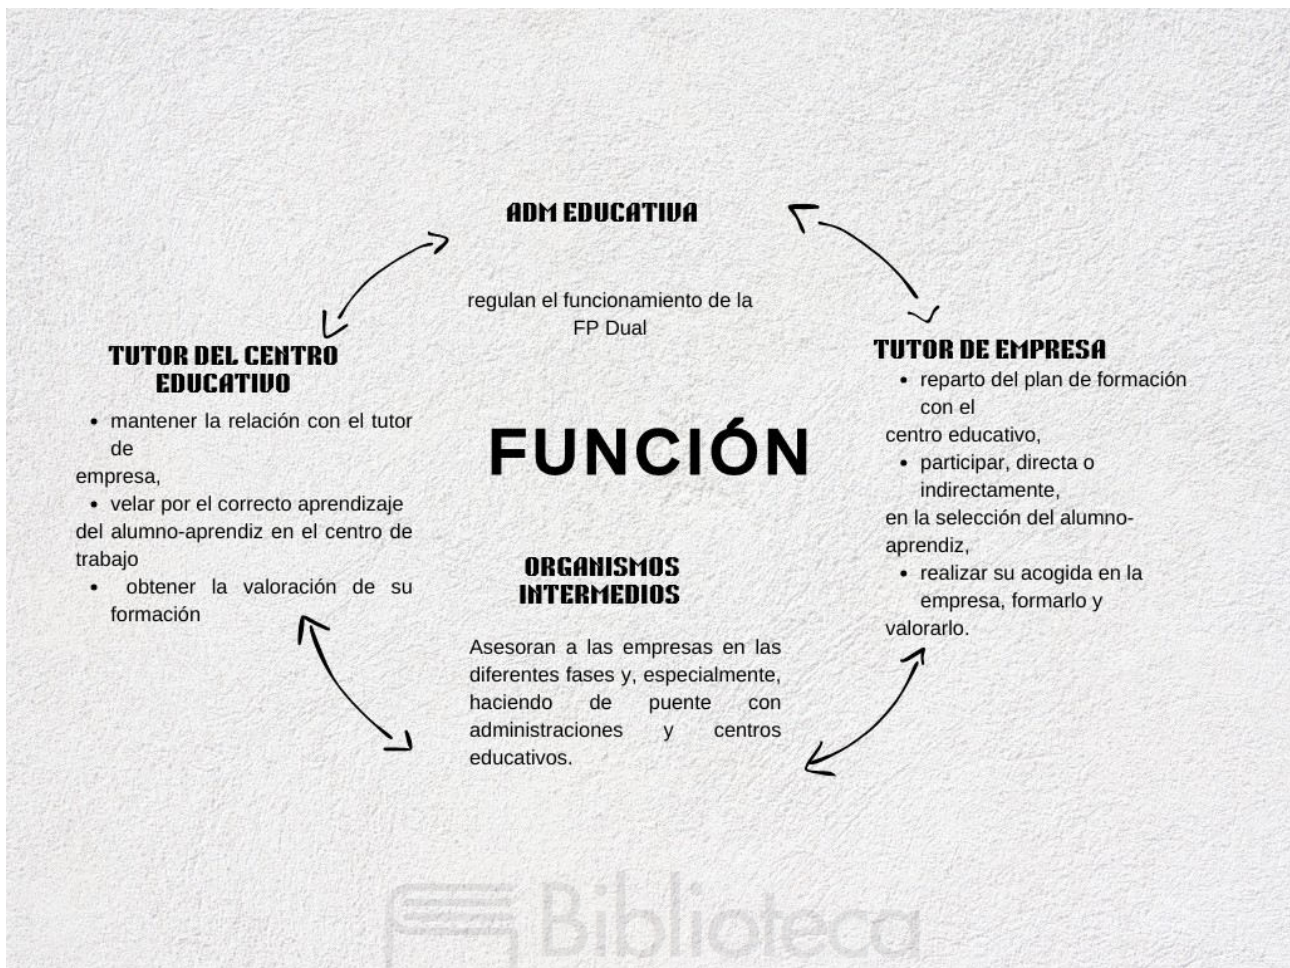 ADM EDUCATIVA
regulan el funcionamiento de la
FP Dual
TUTOR DEL CENTRO
EDUCATIVO
• mantener la relación con el tutor
de
empresa,
• velar por el correcto aprendizaje
del alumno-aprendiz en el centro de
trabajo
• obtener la valoración de su
formación
FUNCIÓN
TUTOR DE EMPRESA
• reparto del plan de formación
con el
centro educativo,
• participar, directa o
indirectamente,
en la selección del alumno-
aprendiz,
• realizar su acogida en la
empresa, formarlo y
valorarlo.
ORGANISMOS
INTERMEDIOS
Asesoran a las empresas en las
diferentes fases y, especialmente,
haciendo de puente con
administraciones y centros
educativos.
Biblioteca